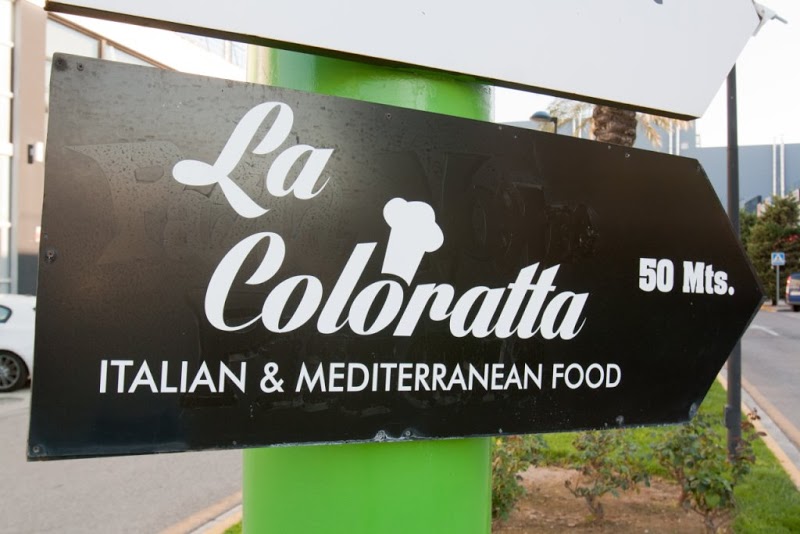 La
Coloratta
ITALIAN & MEDITERRANEAN FOOD
50 Mts.